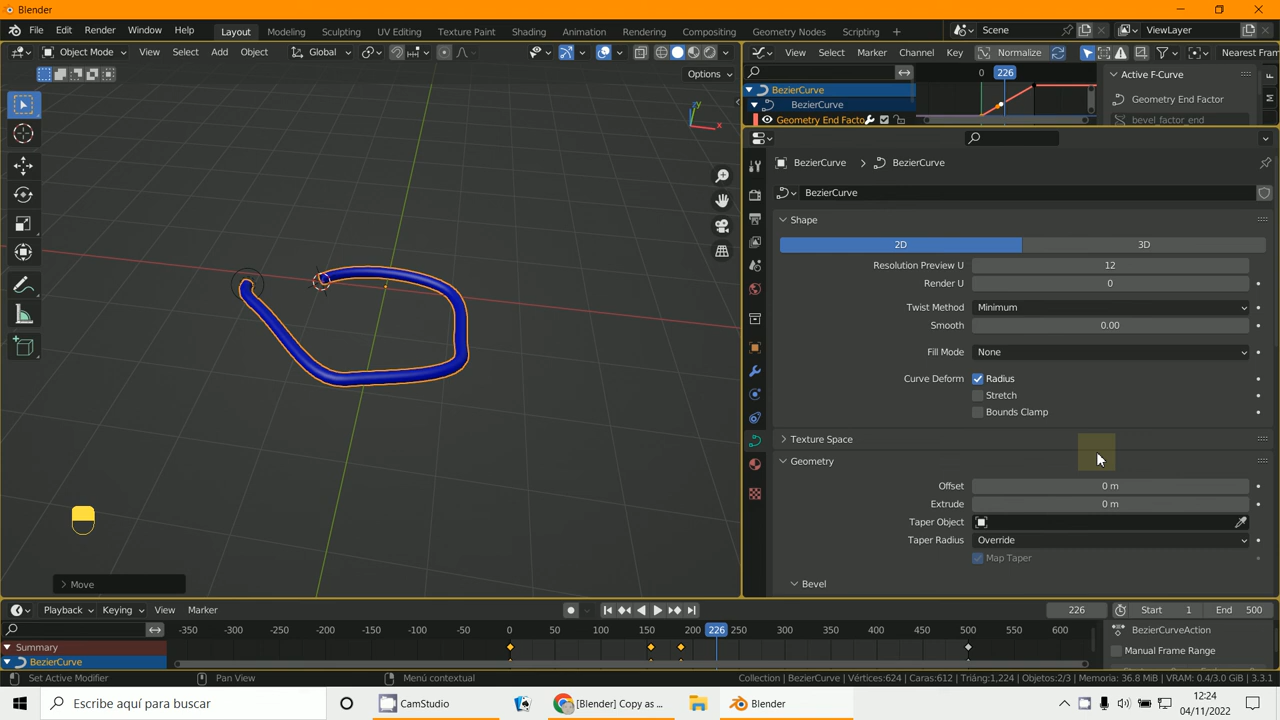 Blender
File Edit Render Window Help Layout Modeling Sculpting UV Editing Texture Paint Shading Animation Rendering Compositing Geometry Nodes Scripting + Scene ViewLayer
Object Mode View Select Add Object Global View Select Marker Channel Key Normalize Nearest Fram
Options 0 226 Active F-Curve
BezierCurve
BezierCurve Geometry End Factor
Geometry End Facto bevel_factor_end
Y X
BezierCurve > BezierCurve
BezierCurve
Shape
2D 3D
Resolution Preview U 12
Render U 0
Twist Method Minimum
Smooth 0.00
Fill Mode None
Curve Deform Radius
Stretch
Bounds Clamp
Texture Space
Geometry
Offset 0 m
Extrude 0 m
Taper Object
Taper Radius Override
Map Taper
Move Bevel
Playback Keying View Marker 226 Start 1 End 500
-350 -300 -250 -200 -150 -100 -50 0 50 100 150 200 226 250 300 350 400 450 500 550 600 BezierCurveAction
Summary Manual Frame Range
BezierCurve
Set Active Modifier Pan View Menú contextual Collection | BezierCurve | Vértices:624 | Caras:612 | Triáng:1,224 | Objetos:2/3 | Memoria: 36.8 MiB | VRAM: 0.4/3.0 GiB | 3.3.1
Escribe aquí para buscar CamStudio [Blender] Copy as ... Blender 12:24
04/11/2022